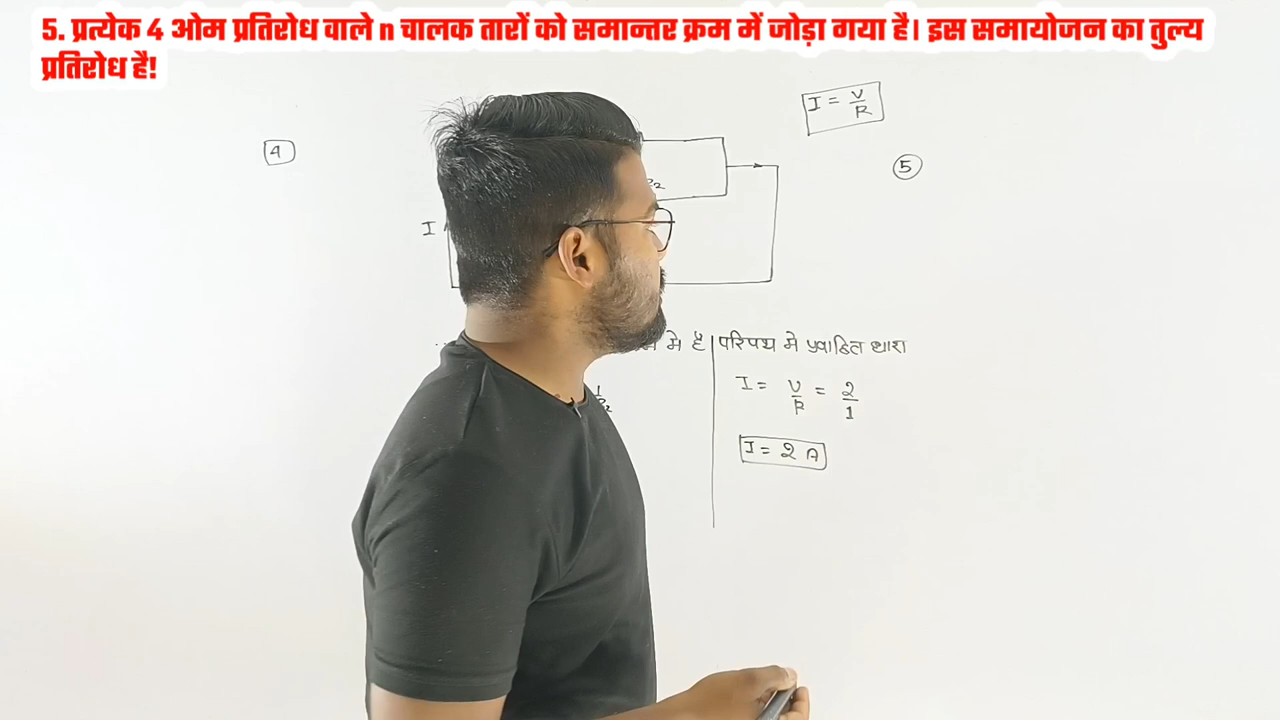 5. प्रत्येक 4 ओम प्रतिरोध वाले n चालक तारों को समान्तर क्रम में जोड़ा गया है। इस समायोजन का तुल्य
प्रतिरोध है!
I = V/R
4
5
I
मे है
परिपथ मे प्रवाहित धारा
I = V/R = 2/1
I = 2 A